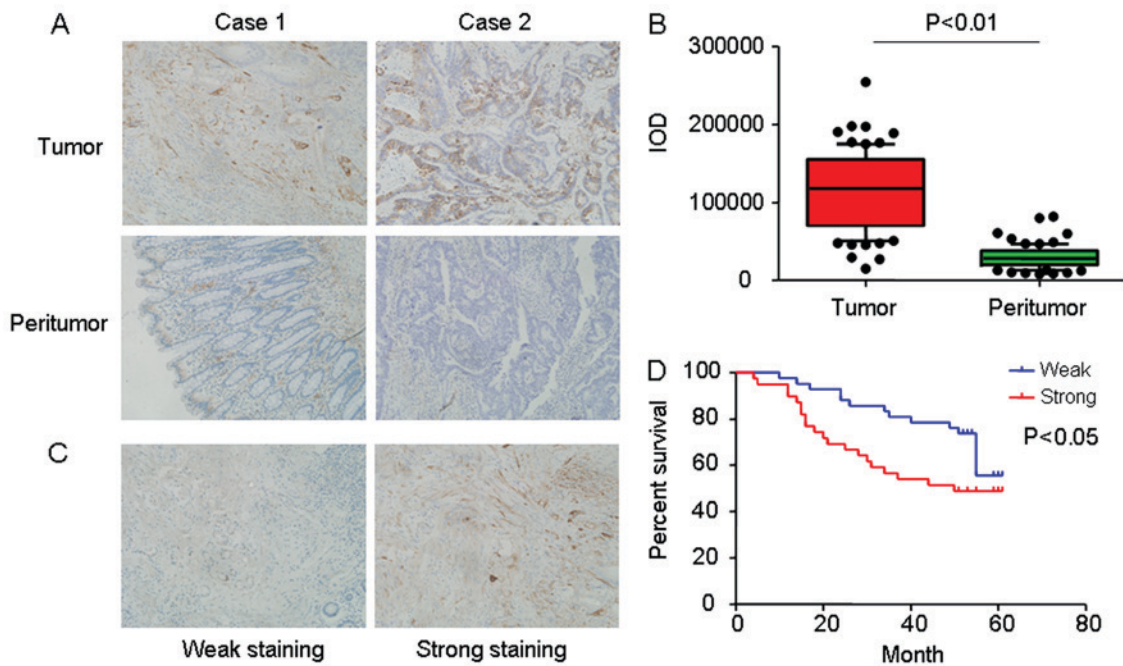 A
Case 1
Case 2
Tumor
Peritumor
B
P<0.01
IOD
300000
200000
100000
0
Tumor
Peritumor
C
Weak staining
Strong staining
D
Weak
Strong
P<0.05
Percent survival
100
80
60
40
20
0
0 20 40 60 80
Month